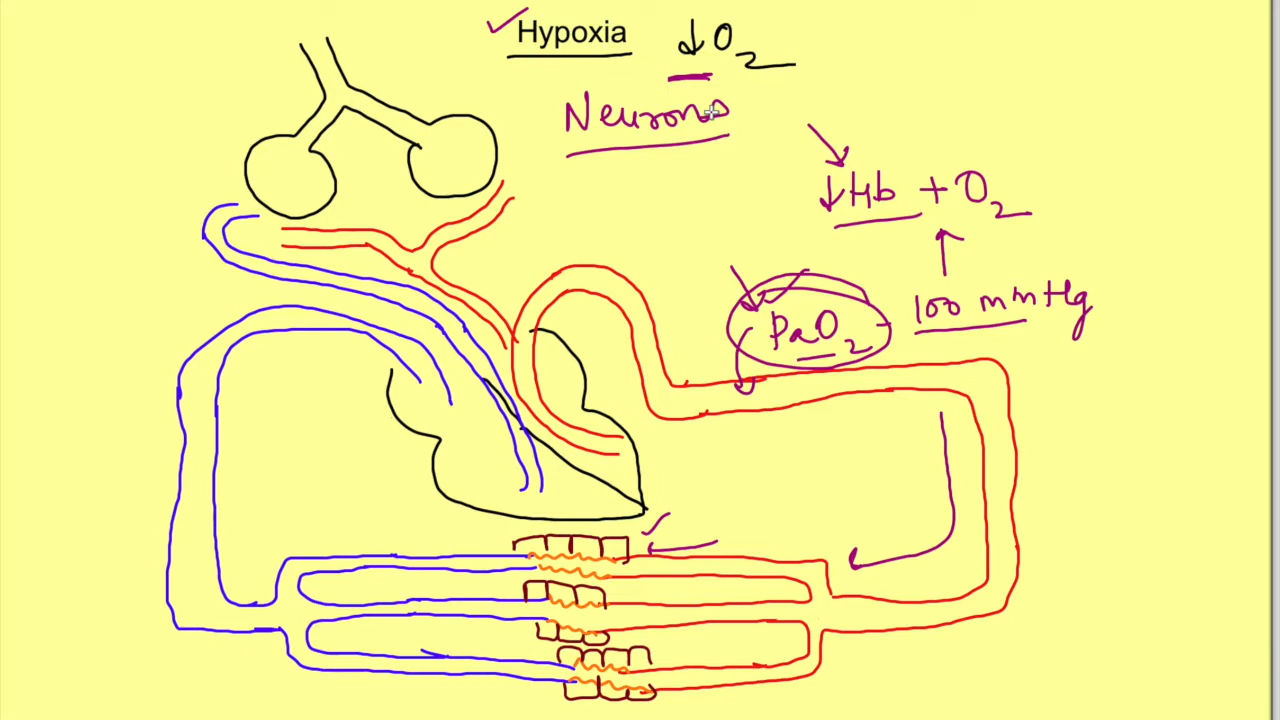 Hypoxia ↓O₂
Neurons
↓Hb + O₂
100 mmHg
PaO₂